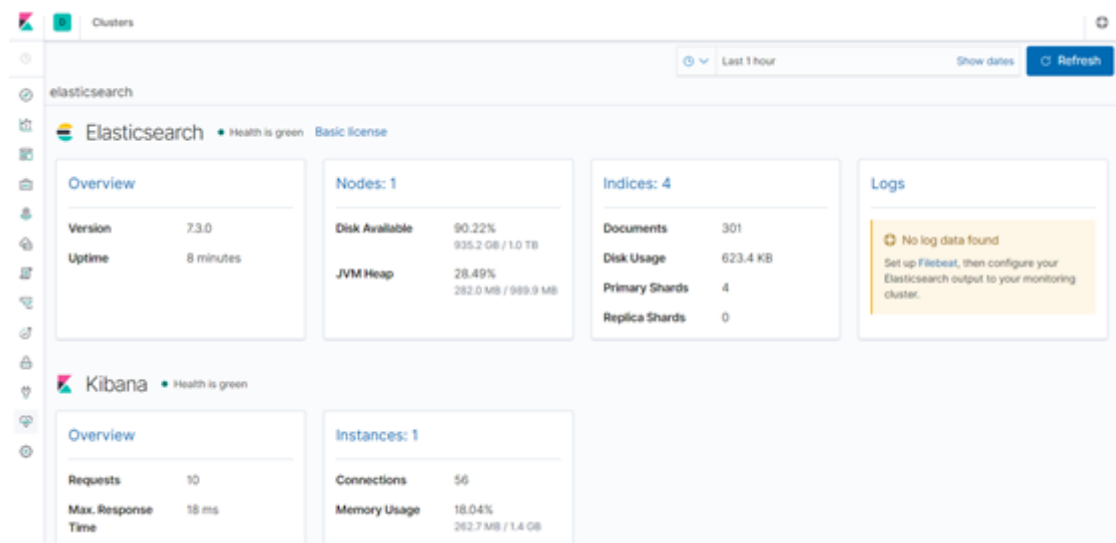 D Clusters
Last 1 hour Show dates Refresh
elasticsearch
Elasticsearch Health is green Basic license
Overview
Version 7.3.0
Uptime 8 minutes
Nodes: 1
Disk Available 90.22%
935.2 GB / 1.0 TB
JVM Heap 28.49%
282.0 MB / 989.9 MB
Indices: 4
Documents 301
Disk Usage 623.4 KB
Primary Shards 4
Replica Shards 0
Logs
No log data found
Set up Filebeat, then configure your
Elasticsearch output to your monitoring
cluster.
Kibana Health is green
Overview
Requests 10
Max. Response 18 ms
Time
Instances: 1
Connections 56
Memory Usage 18.04%
262.7 MB / 1.4 GB